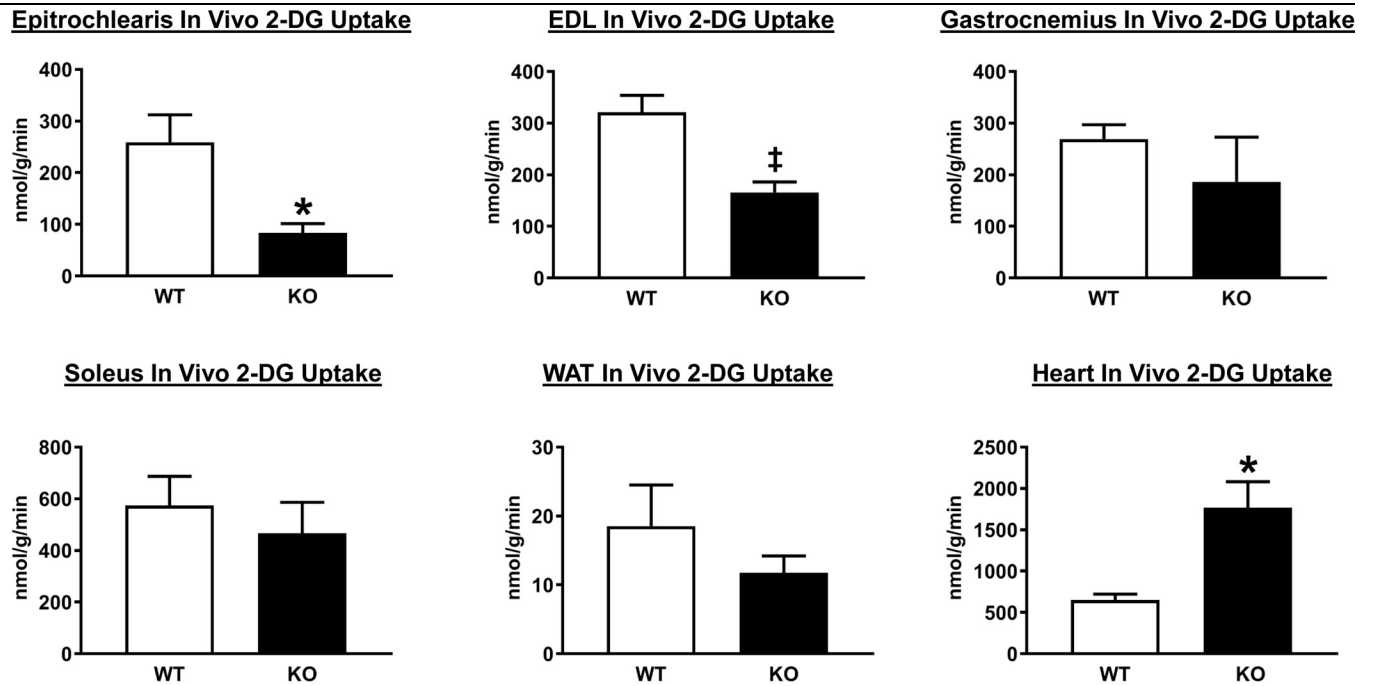 Epitrochlearis In Vivo 2-DG Uptake
400
300
200
100
0
nmol/g/min
*
WT KO
EDL In Vivo 2-DG Uptake
400
300
200
100
0
nmol/g/min
‡
WT KO
Gastrocnemius In Vivo 2-DG Uptake
400
300
200
100
0
nmol/g/min
WT KO
Soleus In Vivo 2-DG Uptake
800
600
400
200
0
nmol/g/min
WT KO
WAT In Vivo 2-DG Uptake
30
20
10
0
nmol/g/min
WT KO
Heart In Vivo 2-DG Uptake
2500
2000
1500
1000
500
0
nmol/g/min
*
WT KO